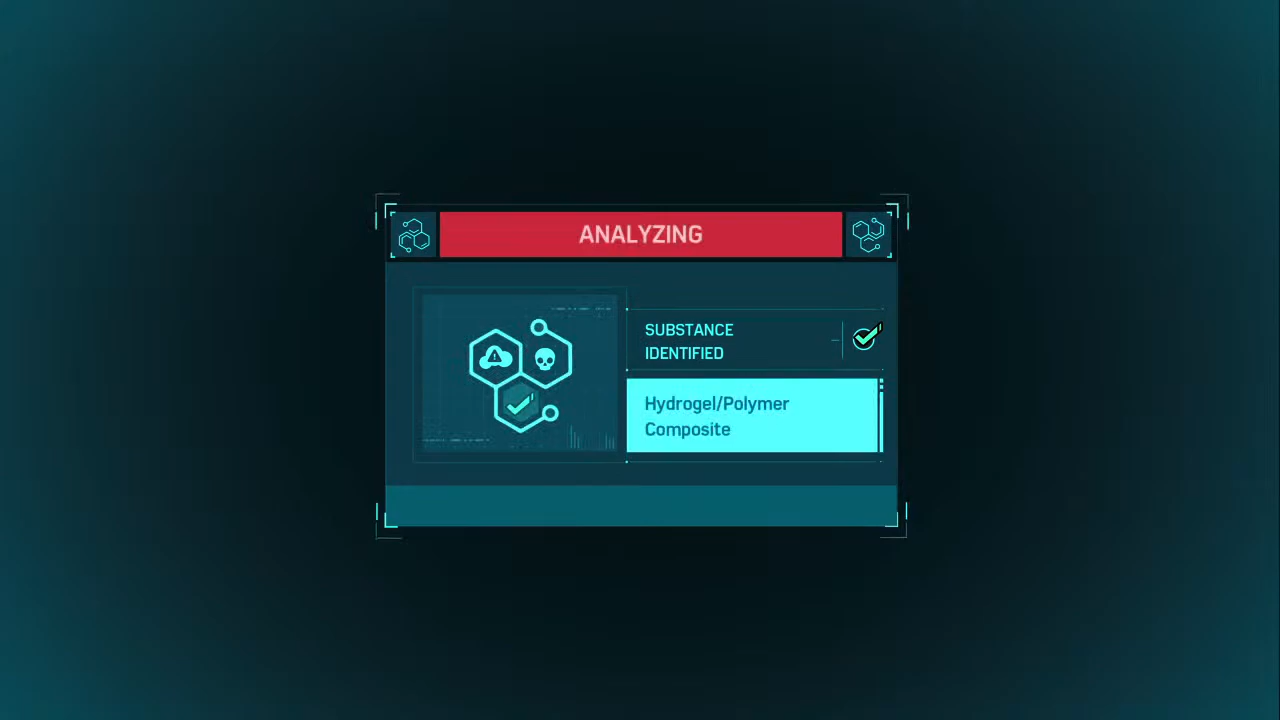 ANALYZING
SUBSTANCE
IDENTIFIED
Hydrogel/Polymer
Composite